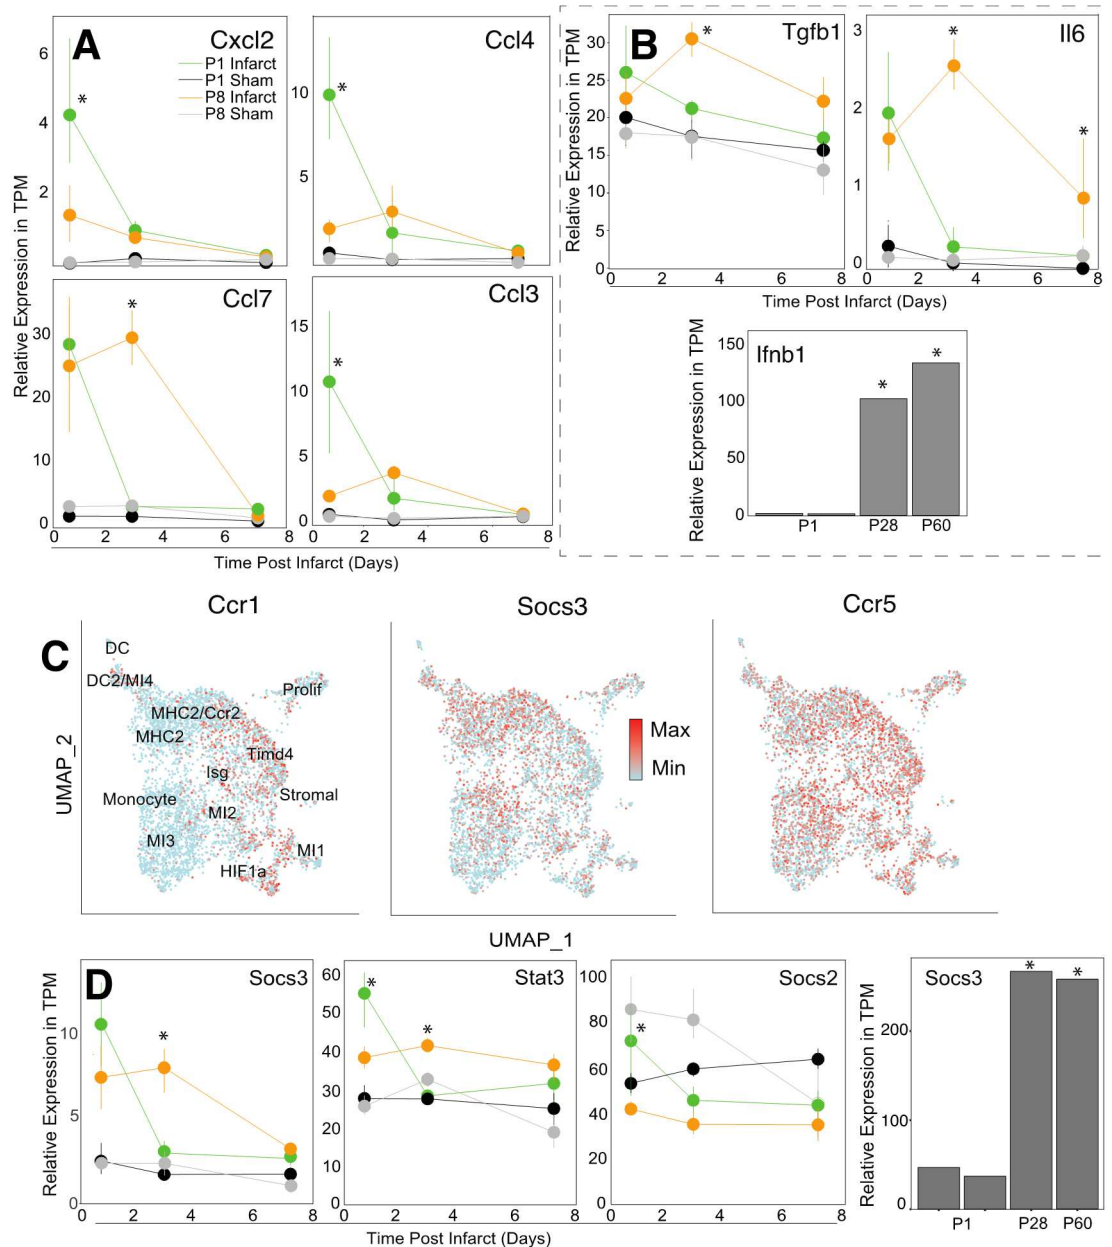 A
Cxcl2
P1 Infarct
P1 Sham
P8 Infarct
P8 Sham
6
4
2
*
Ccl4
10
5
*
Relative Expression in TPM
Ccl7
30
20
10
0
*
0 2 4 6 8
Ccl3
15
10
5
0
*
0 2 4 6 8
Time Post Infarct (Days)
B
Tgfb1
Relative Expression in TPM
30
25
20
15
10
5
0
*
0 2 4 6 8
Il6
3
2
1
0
*
*
0 2 4 6 8
Time Post Infarct (Days)
Ifnb1
Relative Expression in TPM
150
100
50
0
*
*
P1 P28 P60
C
Ccr1
Socs3
Ccr5
DC
DC2/MI4
MHC2/Ccr2
MHC2
Prolif
Timd4
Isg
Monocyte
Stromal
MI2
MI3
MI1
HIF1a
Max
Min
UMAP_2
UMAP_1
D
Socs3
Relative Expression in TPM
10
5
0
*
0 2 4 6 8
Stat3
60
50
40
30
20
10
0
*
*
0 2 4 6 8
Socs2
100
80
60
40
20
0
*
0 2 4 6 8
Time Post Infarct (Days)
Socs3
Relative Expression in TPM
200
100
0
*
*
P1 P28 P60